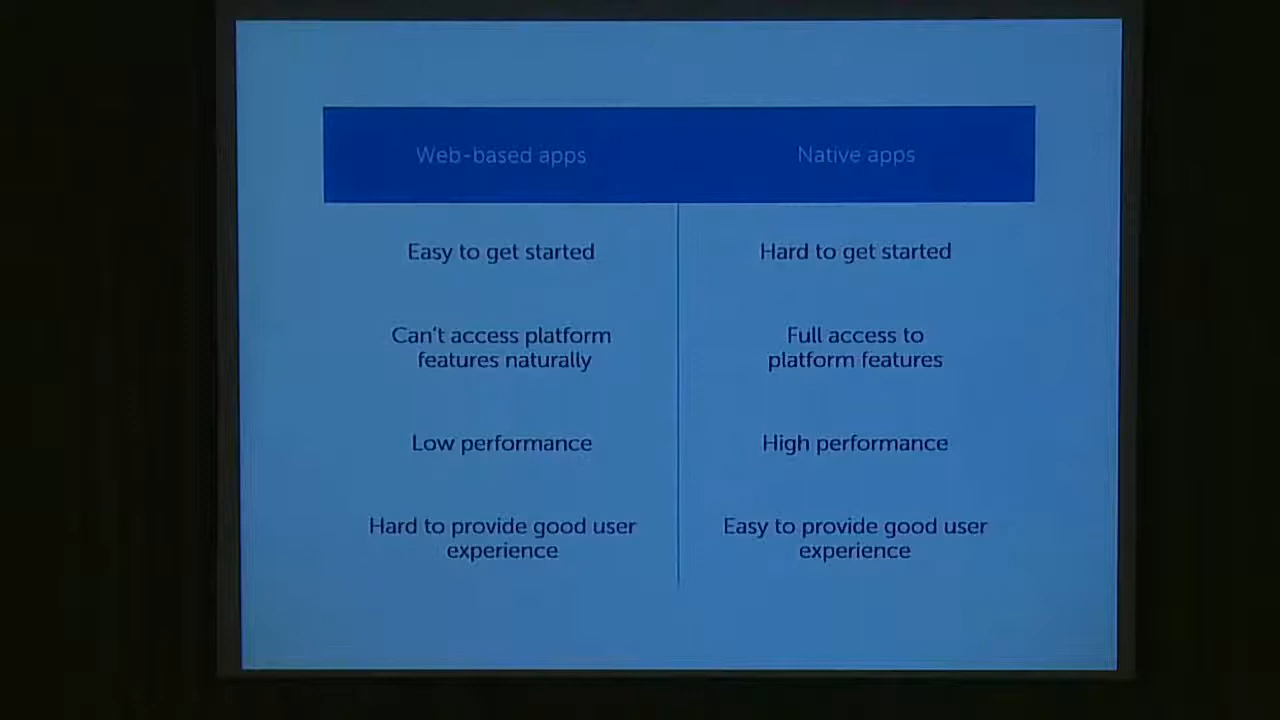 Web-based apps
Native apps
Easy to get started
Hard to get started
Can't access platform
features naturally
Full access to
platform features
Low performance
High performance
Hard to provide good user
experience
Easy to provide good user
experience